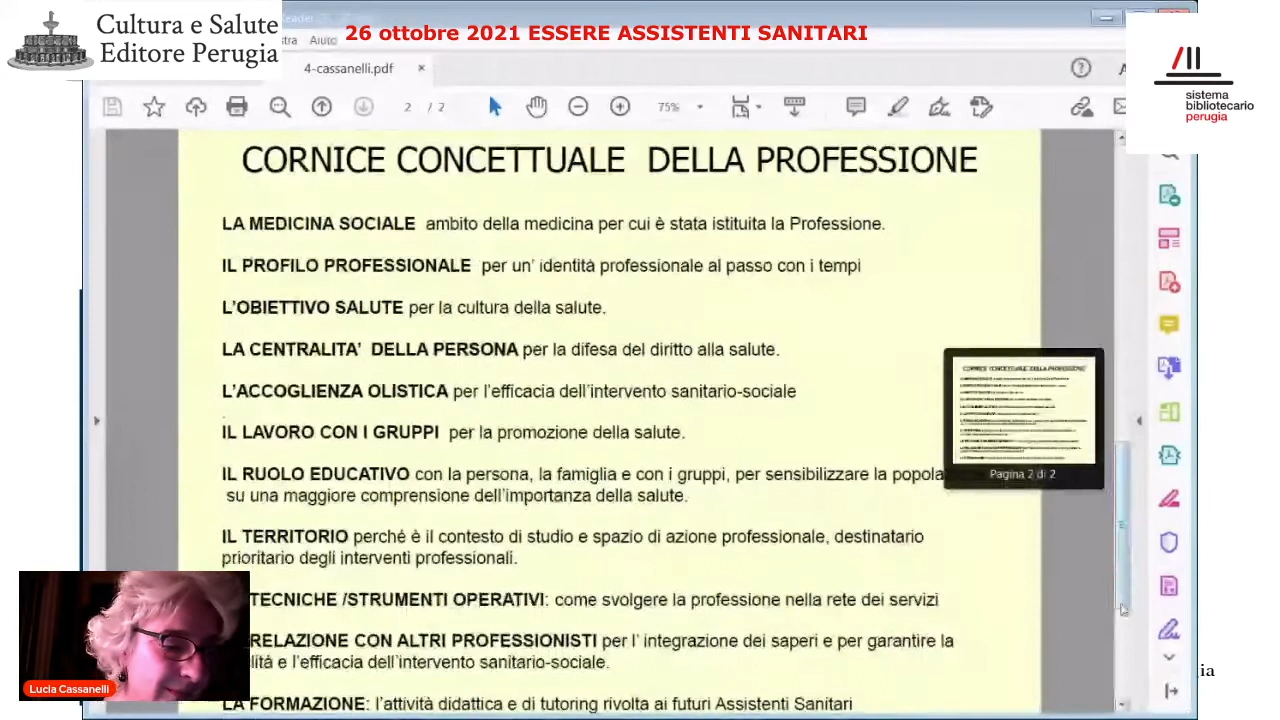 Cultura e Salute
Editore Perugia
26 ottobre 2021 ESSERE ASSISTENTI SANITARI
Aiuto
4-cassanelli.pdf
2 / 2
75%
sistema
bibliotecario
perugia
CORNICE CONCETTUALE DELLA PROFESSIONE
LA MEDICINA SOCIALE ambito della medicina per cui è stata istituita la Professione.
IL PROFILO PROFESSIONALE per un' identità professionale al passo con i tempi
L'OBIETTIVO SALUTE per la cultura della salute.
LA CENTRALITA' DELLA PERSONA per la difesa del diritto alla salute.
L'ACCOGLIENZA OLISTICA per l'efficacia dell'intervento sanitario-sociale
IL LAVORO CON I GRUPPI per la promozione della salute.
IL RUOLO EDUCATIVO con la persona, la famiglia e con i gruppi, per sensibilizzare la popola
su una maggiore comprensione dell'importanza della salute.
Pagina 2 di 2
IL TERRITORIO perché è il contesto di studio e spazio di azione professionale, destinatario
prioritario degli interventi professionali.
TECNICHE /STRUMENTI OPERATIVI: come svolgere la professione nella rete dei servizi
RELAZIONE CON ALTRI PROFESSIONISTI per l' integrazione dei saperi e per garantire la
lità e l'efficacia dell'intervento sanitario-sociale.
LA FORMAZIONE: l'attività didattica e di tutoring rivolta ai futuri Assistenti Sanitari
Lucia Cassanelli